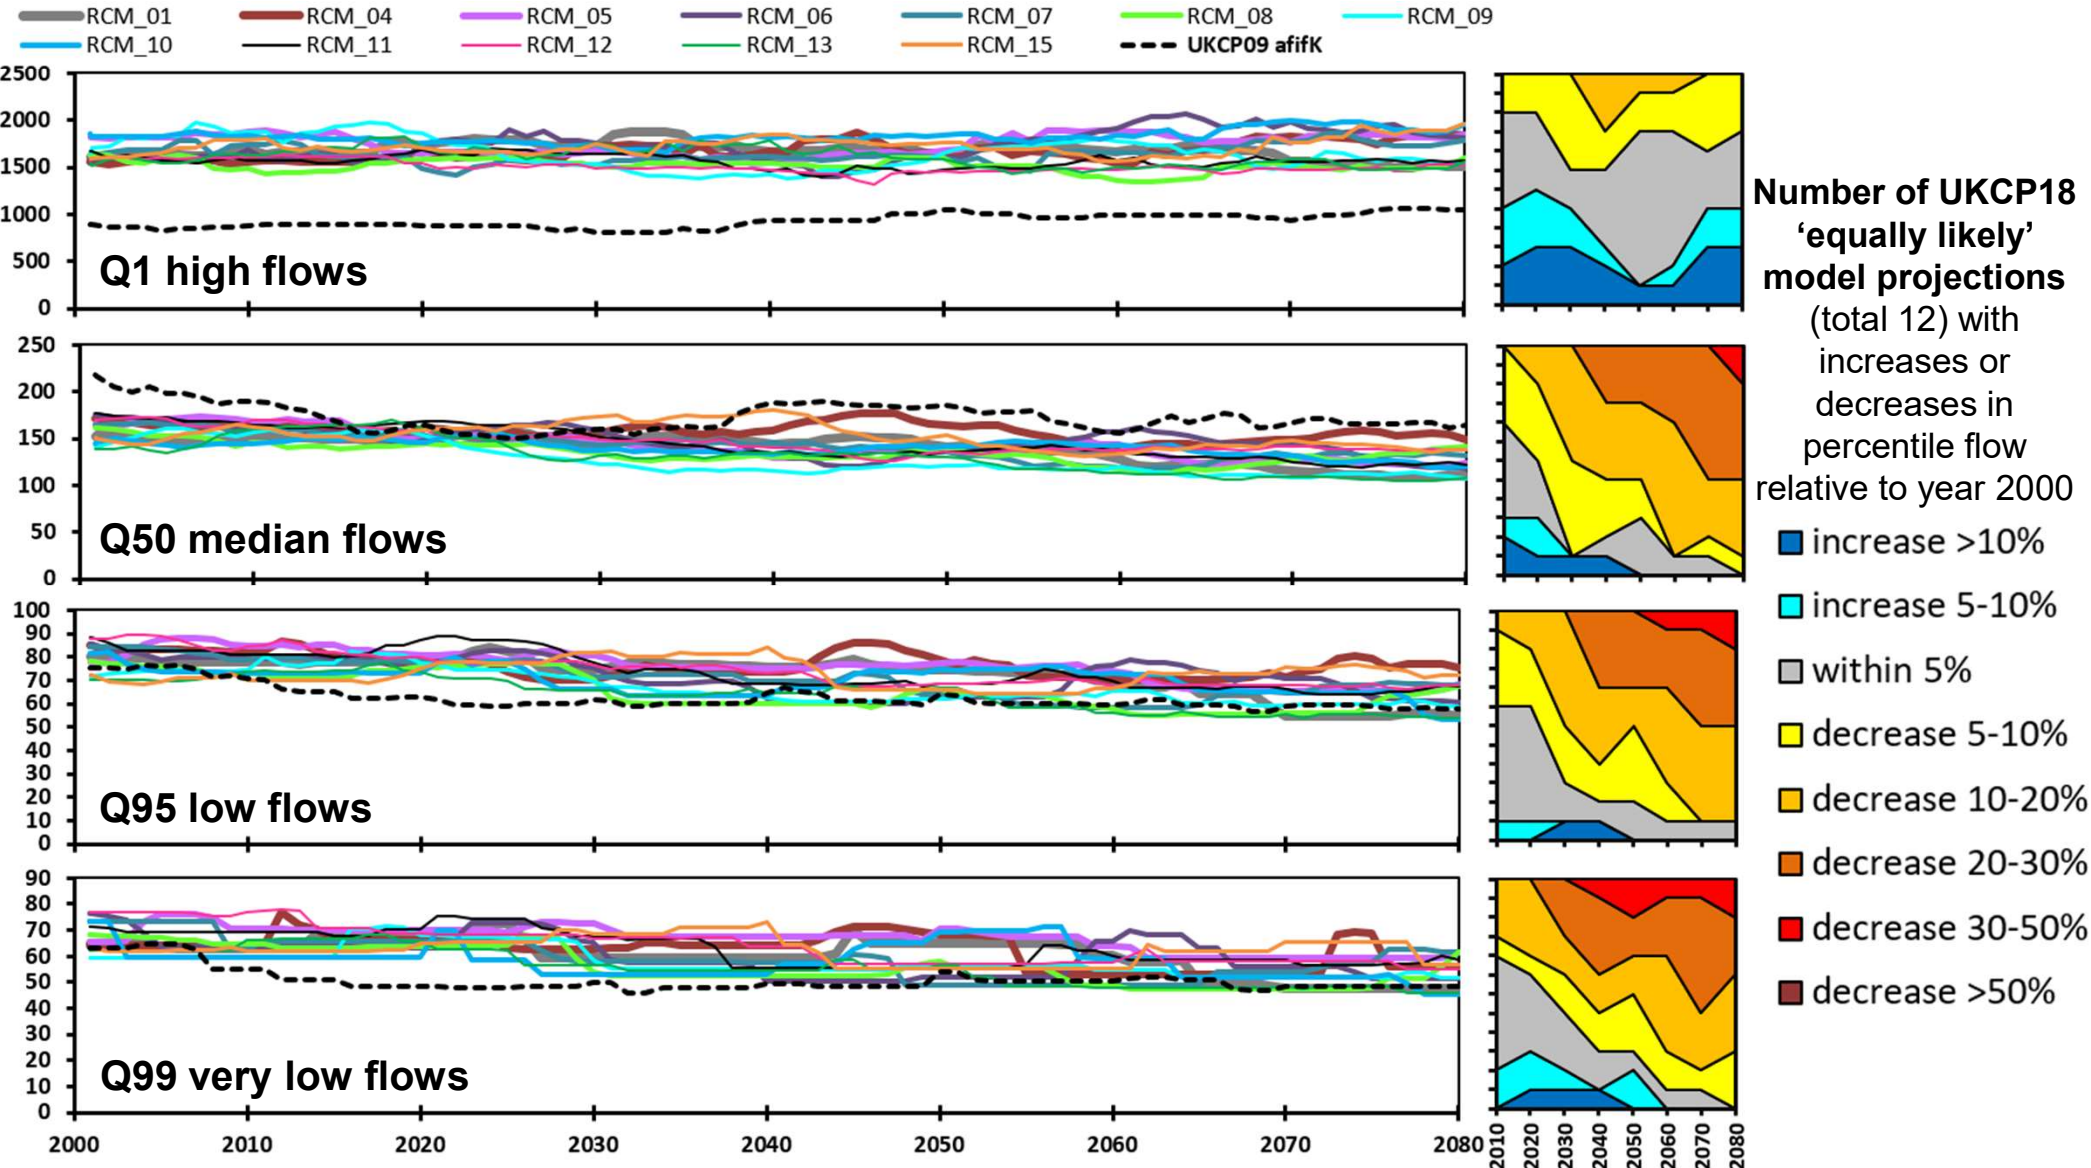 RCM_01 RCM_04 RCM_05 RCM_06 RCM_07 RCM_08 RCM_09
RCM_10 RCM_11 RCM_12 RCM_13 RCM_15 UKCP09 afifK
2500
2000
1500
1000
500
0
Q1 high flows
250
200
150
100
50
0
Q50 median flows
100
90
80
70
60
50
40
30
20
10
0
Q95 low flows
90
80
70
60
50
40
30
20
10
0
Q99 very low flows
2000 2010 2020 2030 2040 2050 2060 2070 2080
2010 2020 2030 2040 2050 2060 2070 2080
Number of UKCP18
‘equally likely’
model projections
(total 12) with
increases or
decreases in
percentile flow
relative to year 2000
increase >10%
increase 5-10%
within 5%
decrease 5-10%
decrease 10-20%
decrease 20-30%
decrease 30-50%
decrease >50%